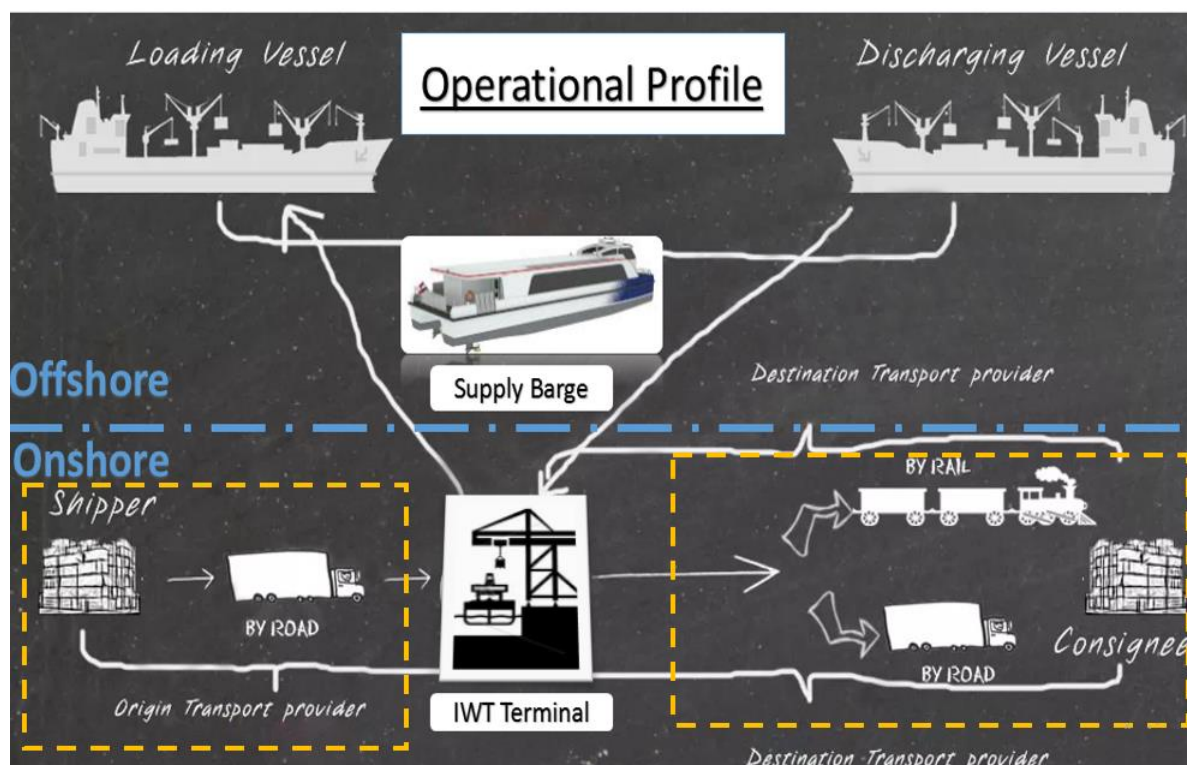 Loading Vessel
Operational Profile
Discharging Vessel
Supply Barge
Destination Transport provider
Offshore
Onshore
Shipper
BY RAIL
BY ROAD
Consignee
BY ROAD
Origin Transport provider
IWT Terminal
Destination Transport provider